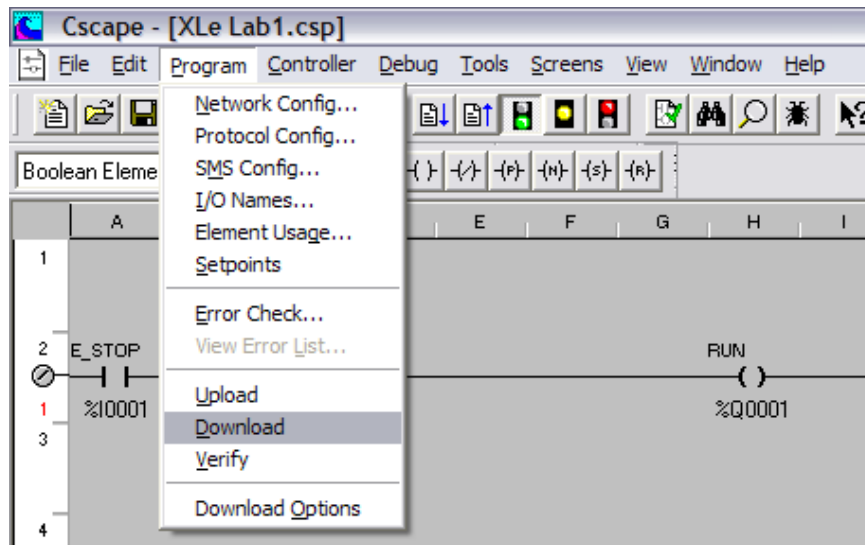 Cscape - [XLe Lab1.csp]
File Edit Program Controller Debug Tools Screens View Window Help
Network Config...
Protocol Config...
SMS Config...
I/O Names...
Element Usage...
Setpoints
Error Check...
View Error List...
Upload
Download
Verify
Download Options
Boolean Eleme
( ) (/) (P) (N) (S) (R)
A E F G H I
1
2 E_STOP RUN
1 %I0001 %Q0001
3
4